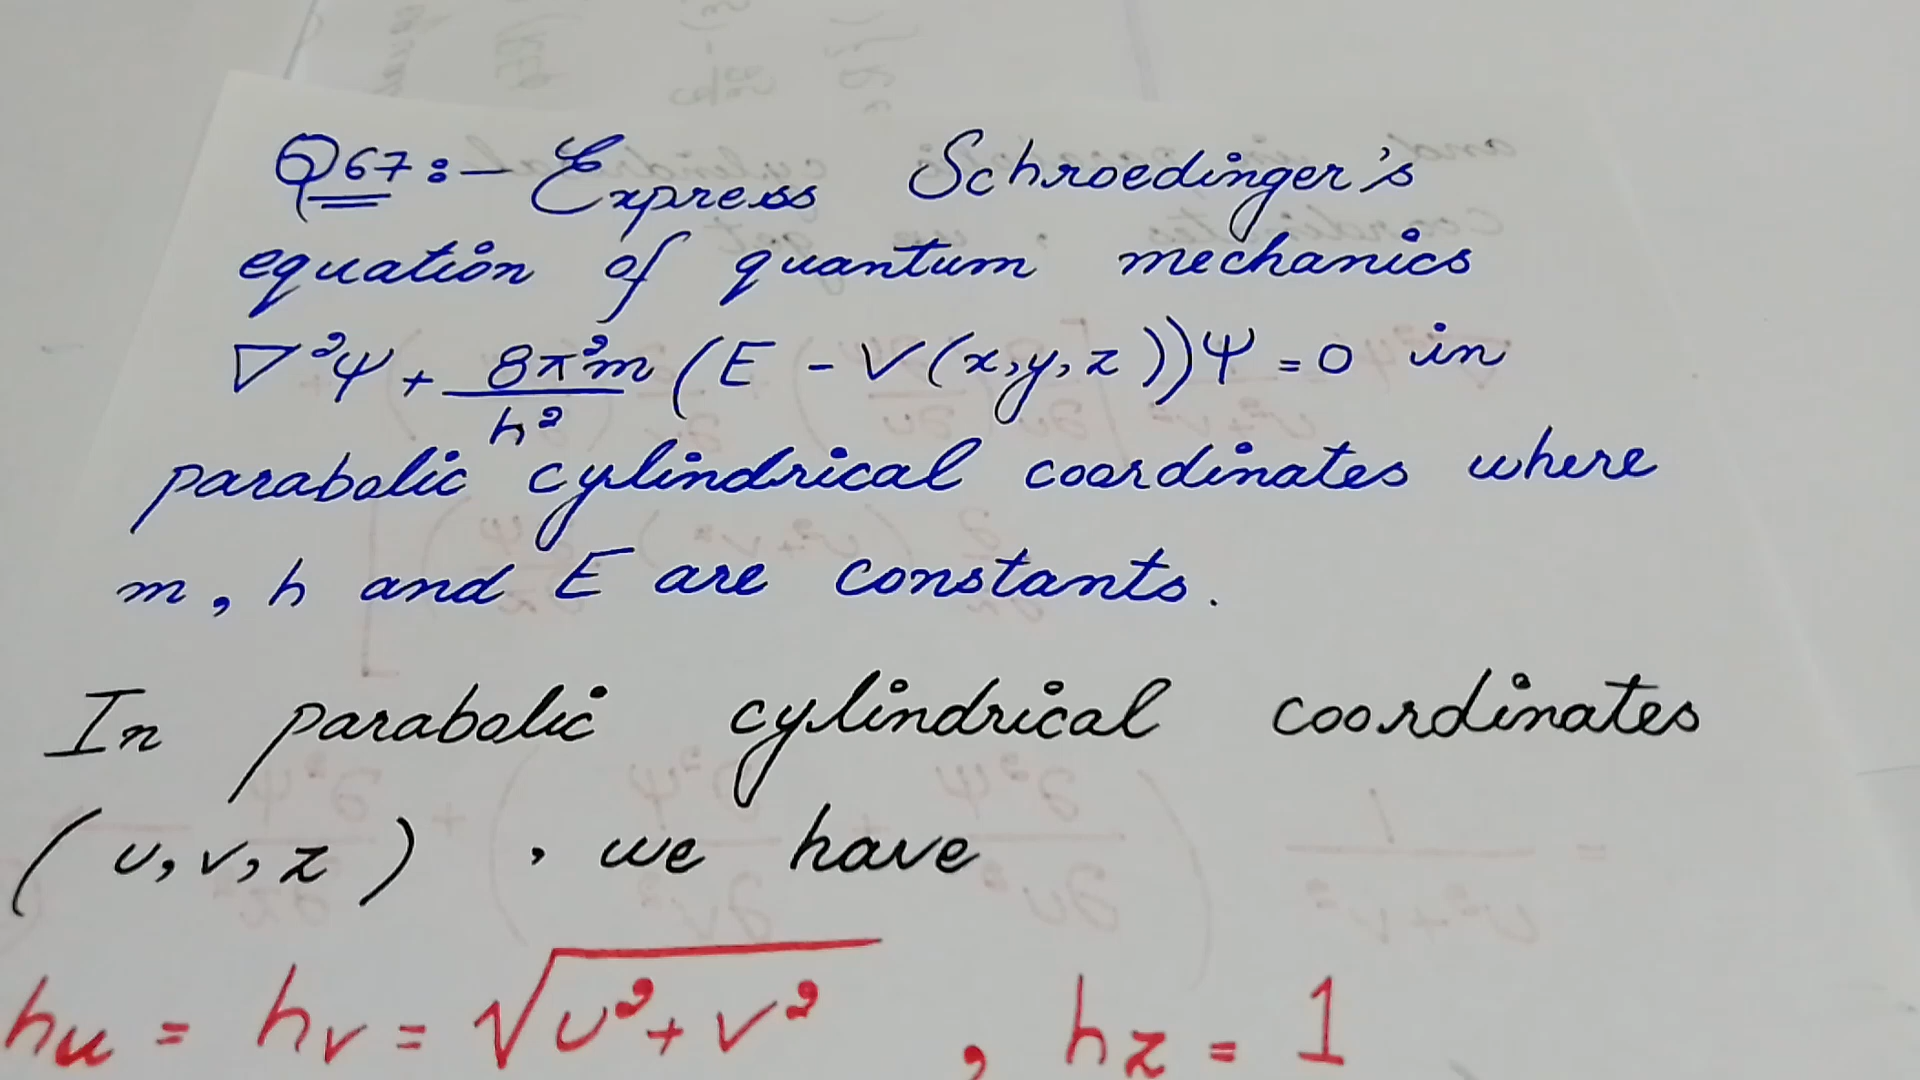 Q67:- Express Schroedinger's
equation of quantum mechanics
∇²ψ + 8π²m/h² (E - V(x,y,z))ψ = 0 in
parabolic cylindrical coordinates where
m, h and E are constants.
In parabolic cylindrical coordinates
(u, v, z), we have
hu = hv = √(u² + v²) , hz = 1